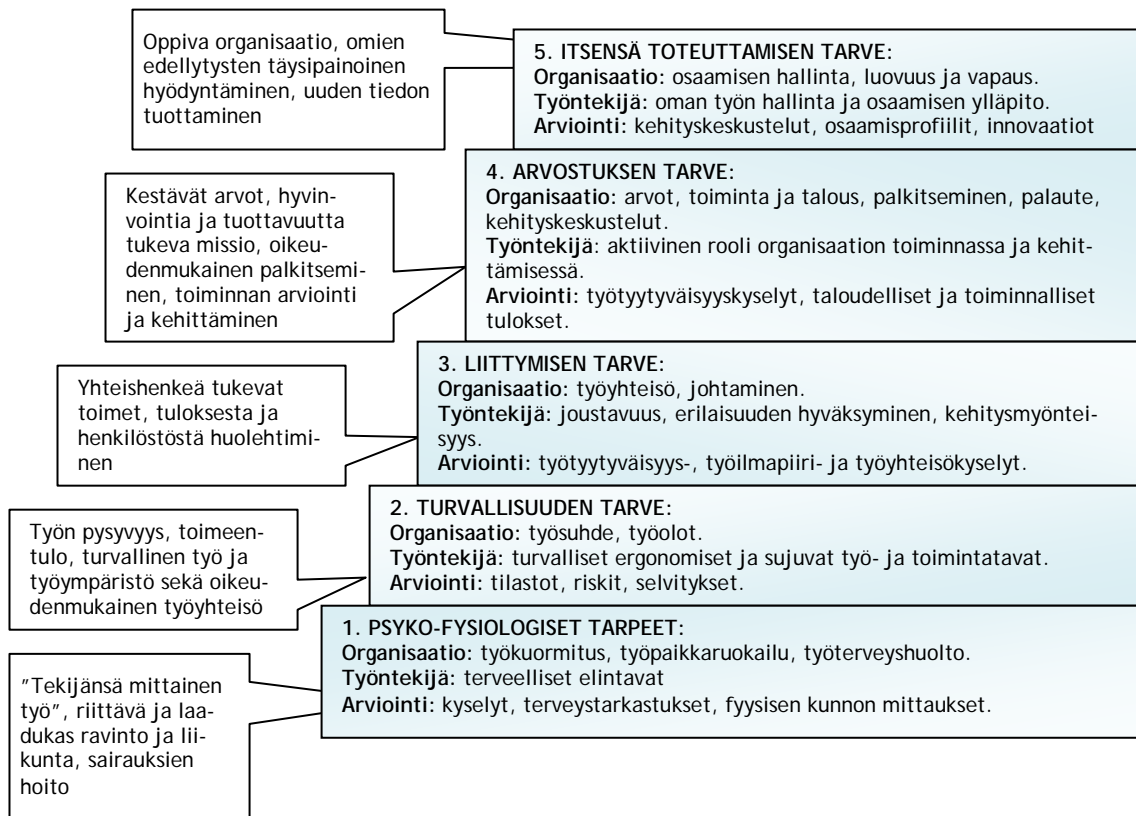 Oppiva organisaatio, omien
edellytysten täysipainoinen
hyödyntäminen, uuden tiedon
tuottaminen
5. ITSENSÄ TOTEUTTAMISEN TARVE:
Organisaatio: osaamisen hallinta, luovuus ja vapaus.
Työntekijä: oman työn hallinta ja osaamisen ylläpito.
Arviointi: kehityskeskustelut, osaamisprofiilit, innovaatiot
Kestävät arvot, hyvin-
vointia ja tuottavuutta
tukeva missio, oikeu-
denmukainen palkitsemi-
nen, toiminnan arviointi
ja kehittäminen
4. ARVOSTUKSEN TARVE:
Organisaatio: arvot, toiminta ja talous, palkitseminen, palaute,
kehityskeskustelut.
Työntekijä: aktiivinen rooli organisaation toiminnassa ja kehit-
tämisessä.
Arviointi: työtyytyväisyyskyselyt, taloudelliset ja toiminnalliset
tulokset.
Yhteishenkeä tukevat
toimet, tuloksesta ja
henkilöstöstä huolehtimi-
nen
3. LIITTYMISEN TARVE:
Organisaatio: työyhteisö, johtaminen.
Työntekijä: joustavuus, erilaisuuden hyväksyminen, kehitysmyöntei-
syys.
Arviointi: työtyytyväisyys-, työilmapiiri- ja työyhteisökyselyt.
Työn pysyvyys, toimeen-
tulo, turvallinen työ ja
työympäristö sekä oikeu-
denmukainen työyhteisö
2. TURVALLISUUDEN TARVE:
Organisaatio: työsuhde, työolot.
Työntekijä: turvalliset ergonomiset ja sujuvat työ- ja toimintatavat.
Arviointi: tilastot, riskit, selvitykset.
"Tekijänsä mittainen
työ", riittävä ja laa-
dukas ravinto ja lii-
kunta, sairauksien
hoito
1. PSYKO-FYSIOLOGISET TARPEET:
Organisaatio: työkuormitus, työpaikkaruokailu, työterveyshuolto.
Työntekijä: terveelliset elintavat
Arviointi: kyselyt, terveystarkastukset, fyysisen kunnon mittaukset.